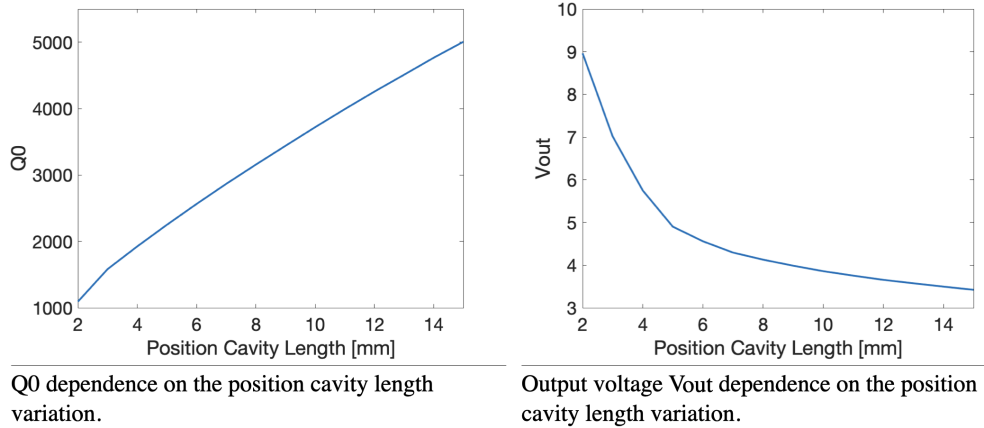 5000
4000
3000
2000
1000
Q0
2 4 6 8 10 12 14
Position Cavity Length [mm]
Q0 dependence on the position cavity length
variation.
10
9
8
7
6
5
4
3
Vout
2 4 6 8 10 12 14
Position Cavity Length [mm]
Output voltage Vout dependence on the position
cavity length variation.